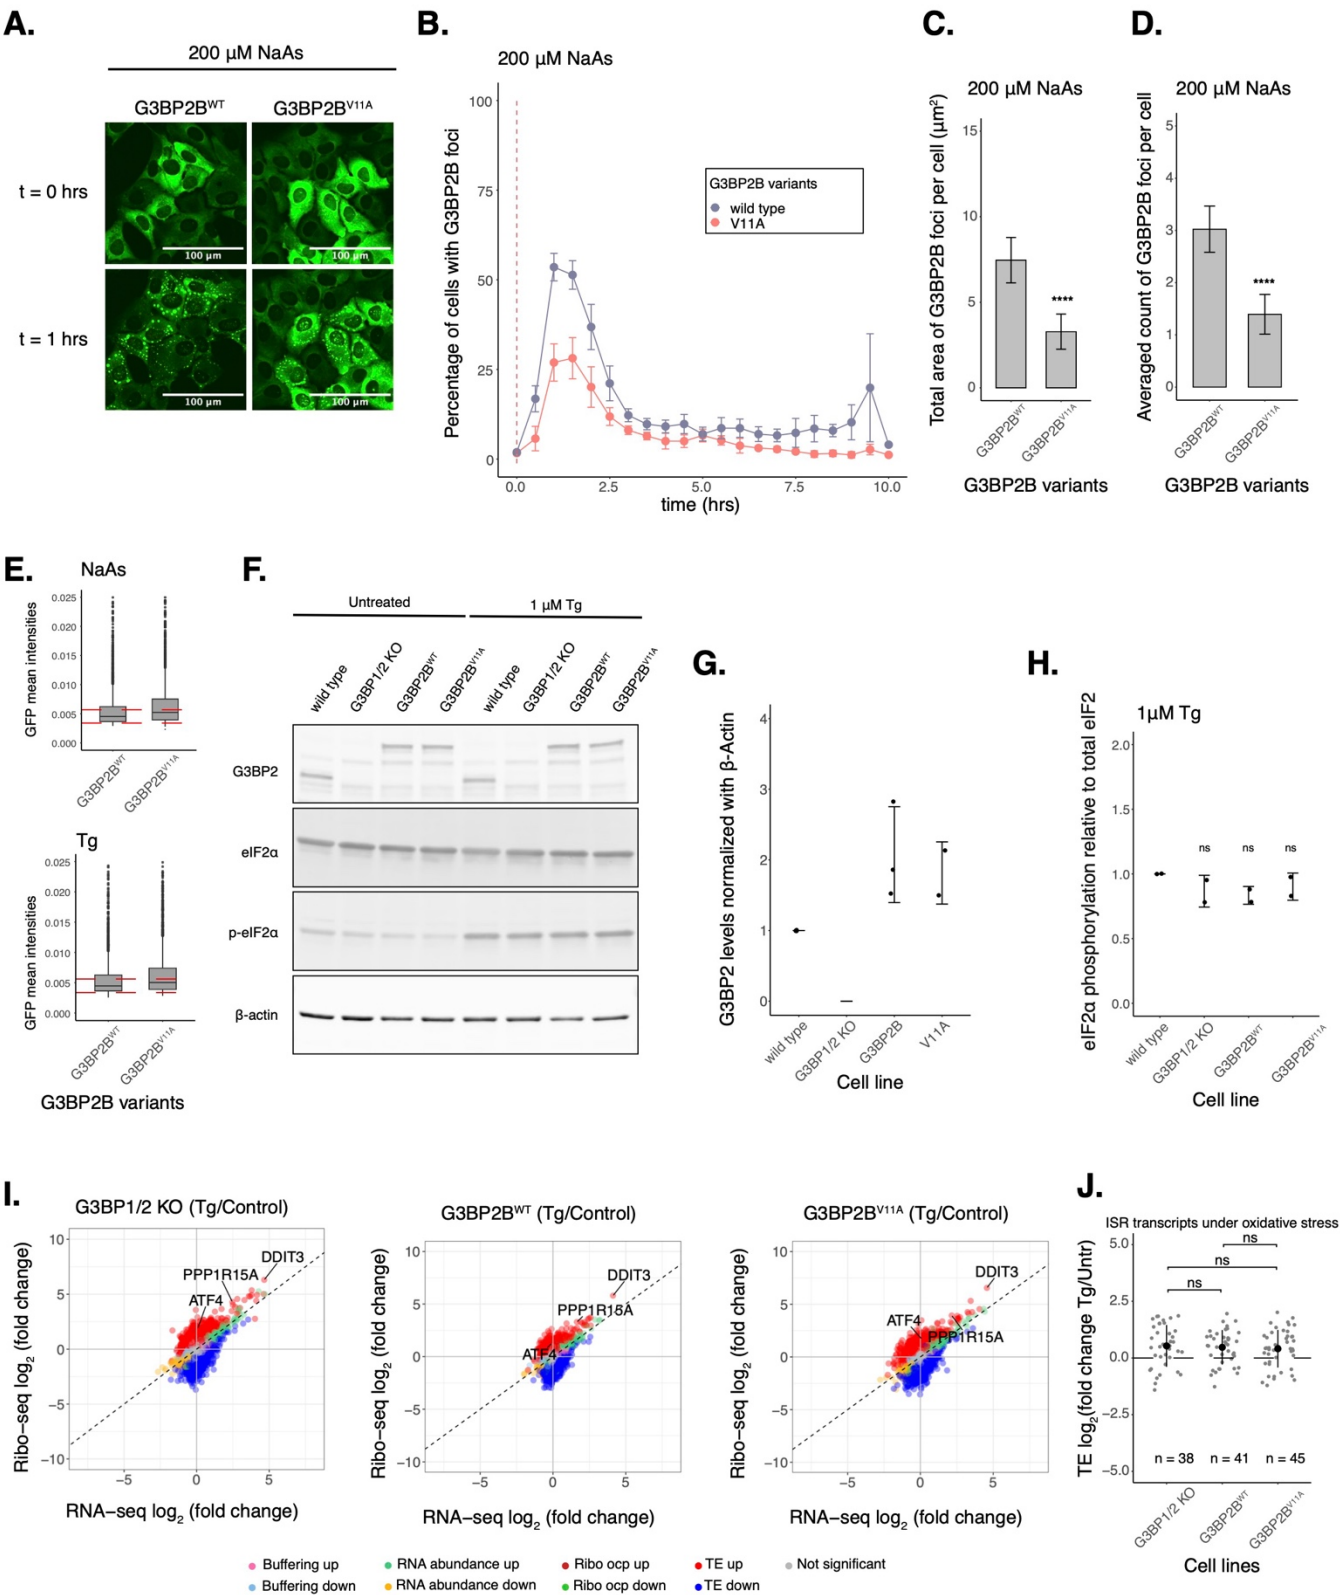 A.
200 µM NaAs
G3BP2BWT
G3BP2BV11A
t = 0 hrs
100 µm
100 µm
t = 1 hrs
100 µm
100 µm
B.
200 µM NaAs
Percentage of cells with G3BP2B foci
100
75
50
25
0
G3BP2B variants
wild type
V11A
0.0
2.5
5.0
7.5
10.0
time (hrs)
C.
200 µM NaAs
Total area of G3BP2B foci per cell (µm2)
15
10
5
0
****
G3BP2BWT
G3BP2BV11A
G3BP2B variants
D.
200 µM NaAs
Averaged count of G3BP2B foci per cell
5
4
3
2
1
0
****
G3BP2BWT
G3BP2BV11A
G3BP2B variants
E.
NaAs
GFP mean intensities
0.025
0.020
0.015
0.010
0.005
0.000
G3BP2BWT
G3BP2BV11A
Tg
GFP mean intensities
0.025
0.020
0.015
0.010
0.005
0.000
G3BP2BWT
G3BP2BV11A
G3BP2B variants
F.
Untreated
1 µM Tg
wild type
G3BP1/2 KO
G3BP2BWT
G3BP2BV11A
wild type
G3BP1/2 KO
G3BP2BWT
G3BP2BV11A
G3BP2
eIF2α
p-eIF2α
β-actin
G.
G3BP2 levels normalized with β-Actin
4
3
2
1
0
wild type
G3BP1/2 KO
G3BP2B
V11A
Cell line
H.
1µM Tg
eIF2α phosphorylation relative to total eIF2
2.0
1.5
1.0
0.5
0.0
ns
ns
ns
wild type
G3BP1/2 KO
G3BP2BWT
G3BP2BV11A
Cell line
I.
G3BP1/2 KO (Tg/Control)
Ribo−seq log2 (fold change)
10
5
0
−5
−10
DDIT3
PPP1R15A
ATF4
−5
0
5
RNA−seq log2 (fold change)
G3BP2BWT (Tg/Control)
Ribo−seq log2 (fold change)
10
5
0
−5
−10
DDIT3
PPP1R15A
ATF4
−5
0
5
RNA−seq log2 (fold change)
G3BP2BV11A (Tg/Control)
Ribo−seq log2 (fold change)
10
5
0
−5
−10
DDIT3
ATF4
PPP1R15A
−5
0
5
RNA−seq log2 (fold change)
Buffering up
RNA abundance up
Ribo ocp up
TE up
Not significant
Buffering down
RNA abundance down
Ribo ocp down
TE down
J.
ISR transcripts under oxidative stress
TE log2(fold change Tg/Untr)
5.0
2.5
0.0
−2.5
−5.0
ns
ns
ns
n = 38
n = 41
n = 45
G3BP1/2 KO
G3BP2BWT
G3BP2BV11A
Cell lines